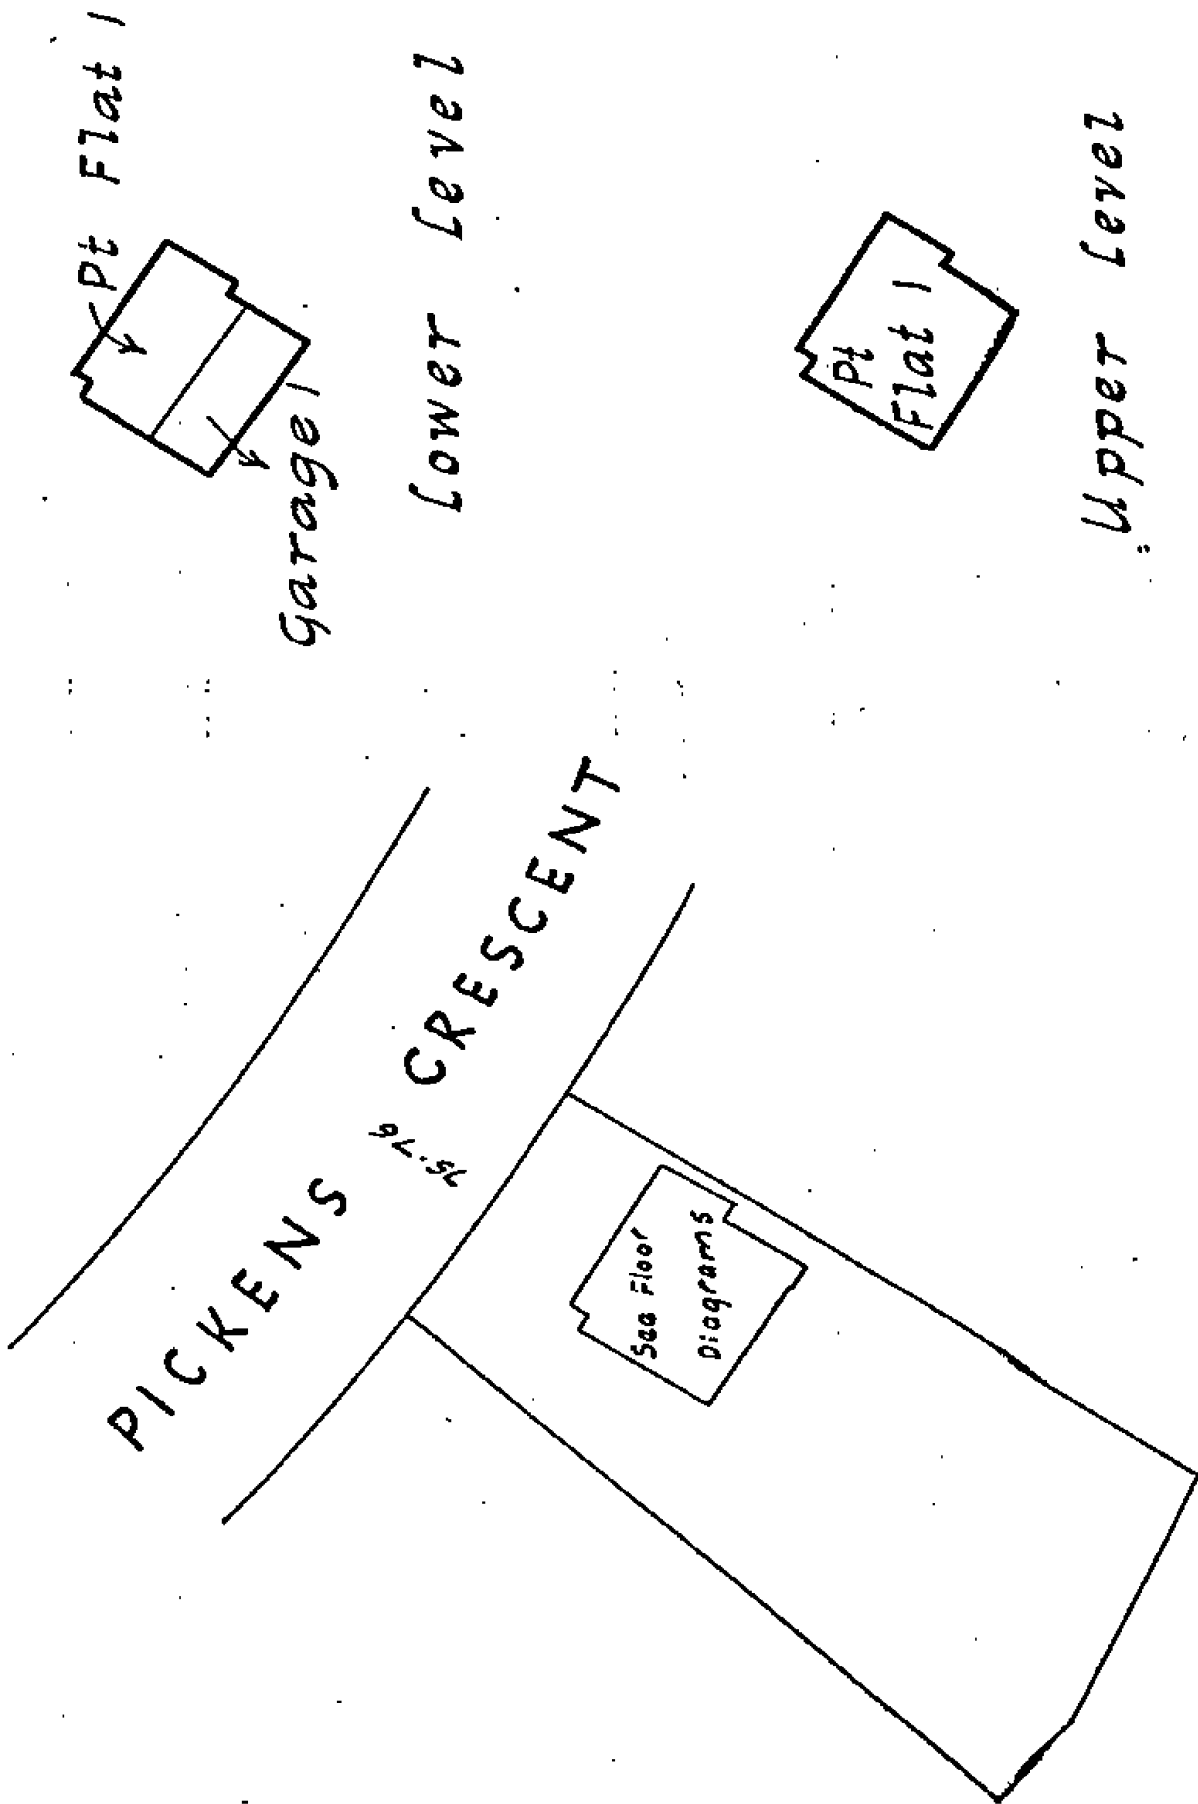 Pt Flat 1
Garage 1
Lower Level
PICKENS CRESCENT
15.76
See Floor
Diagrams
Pt
Flat 1
Upper Level